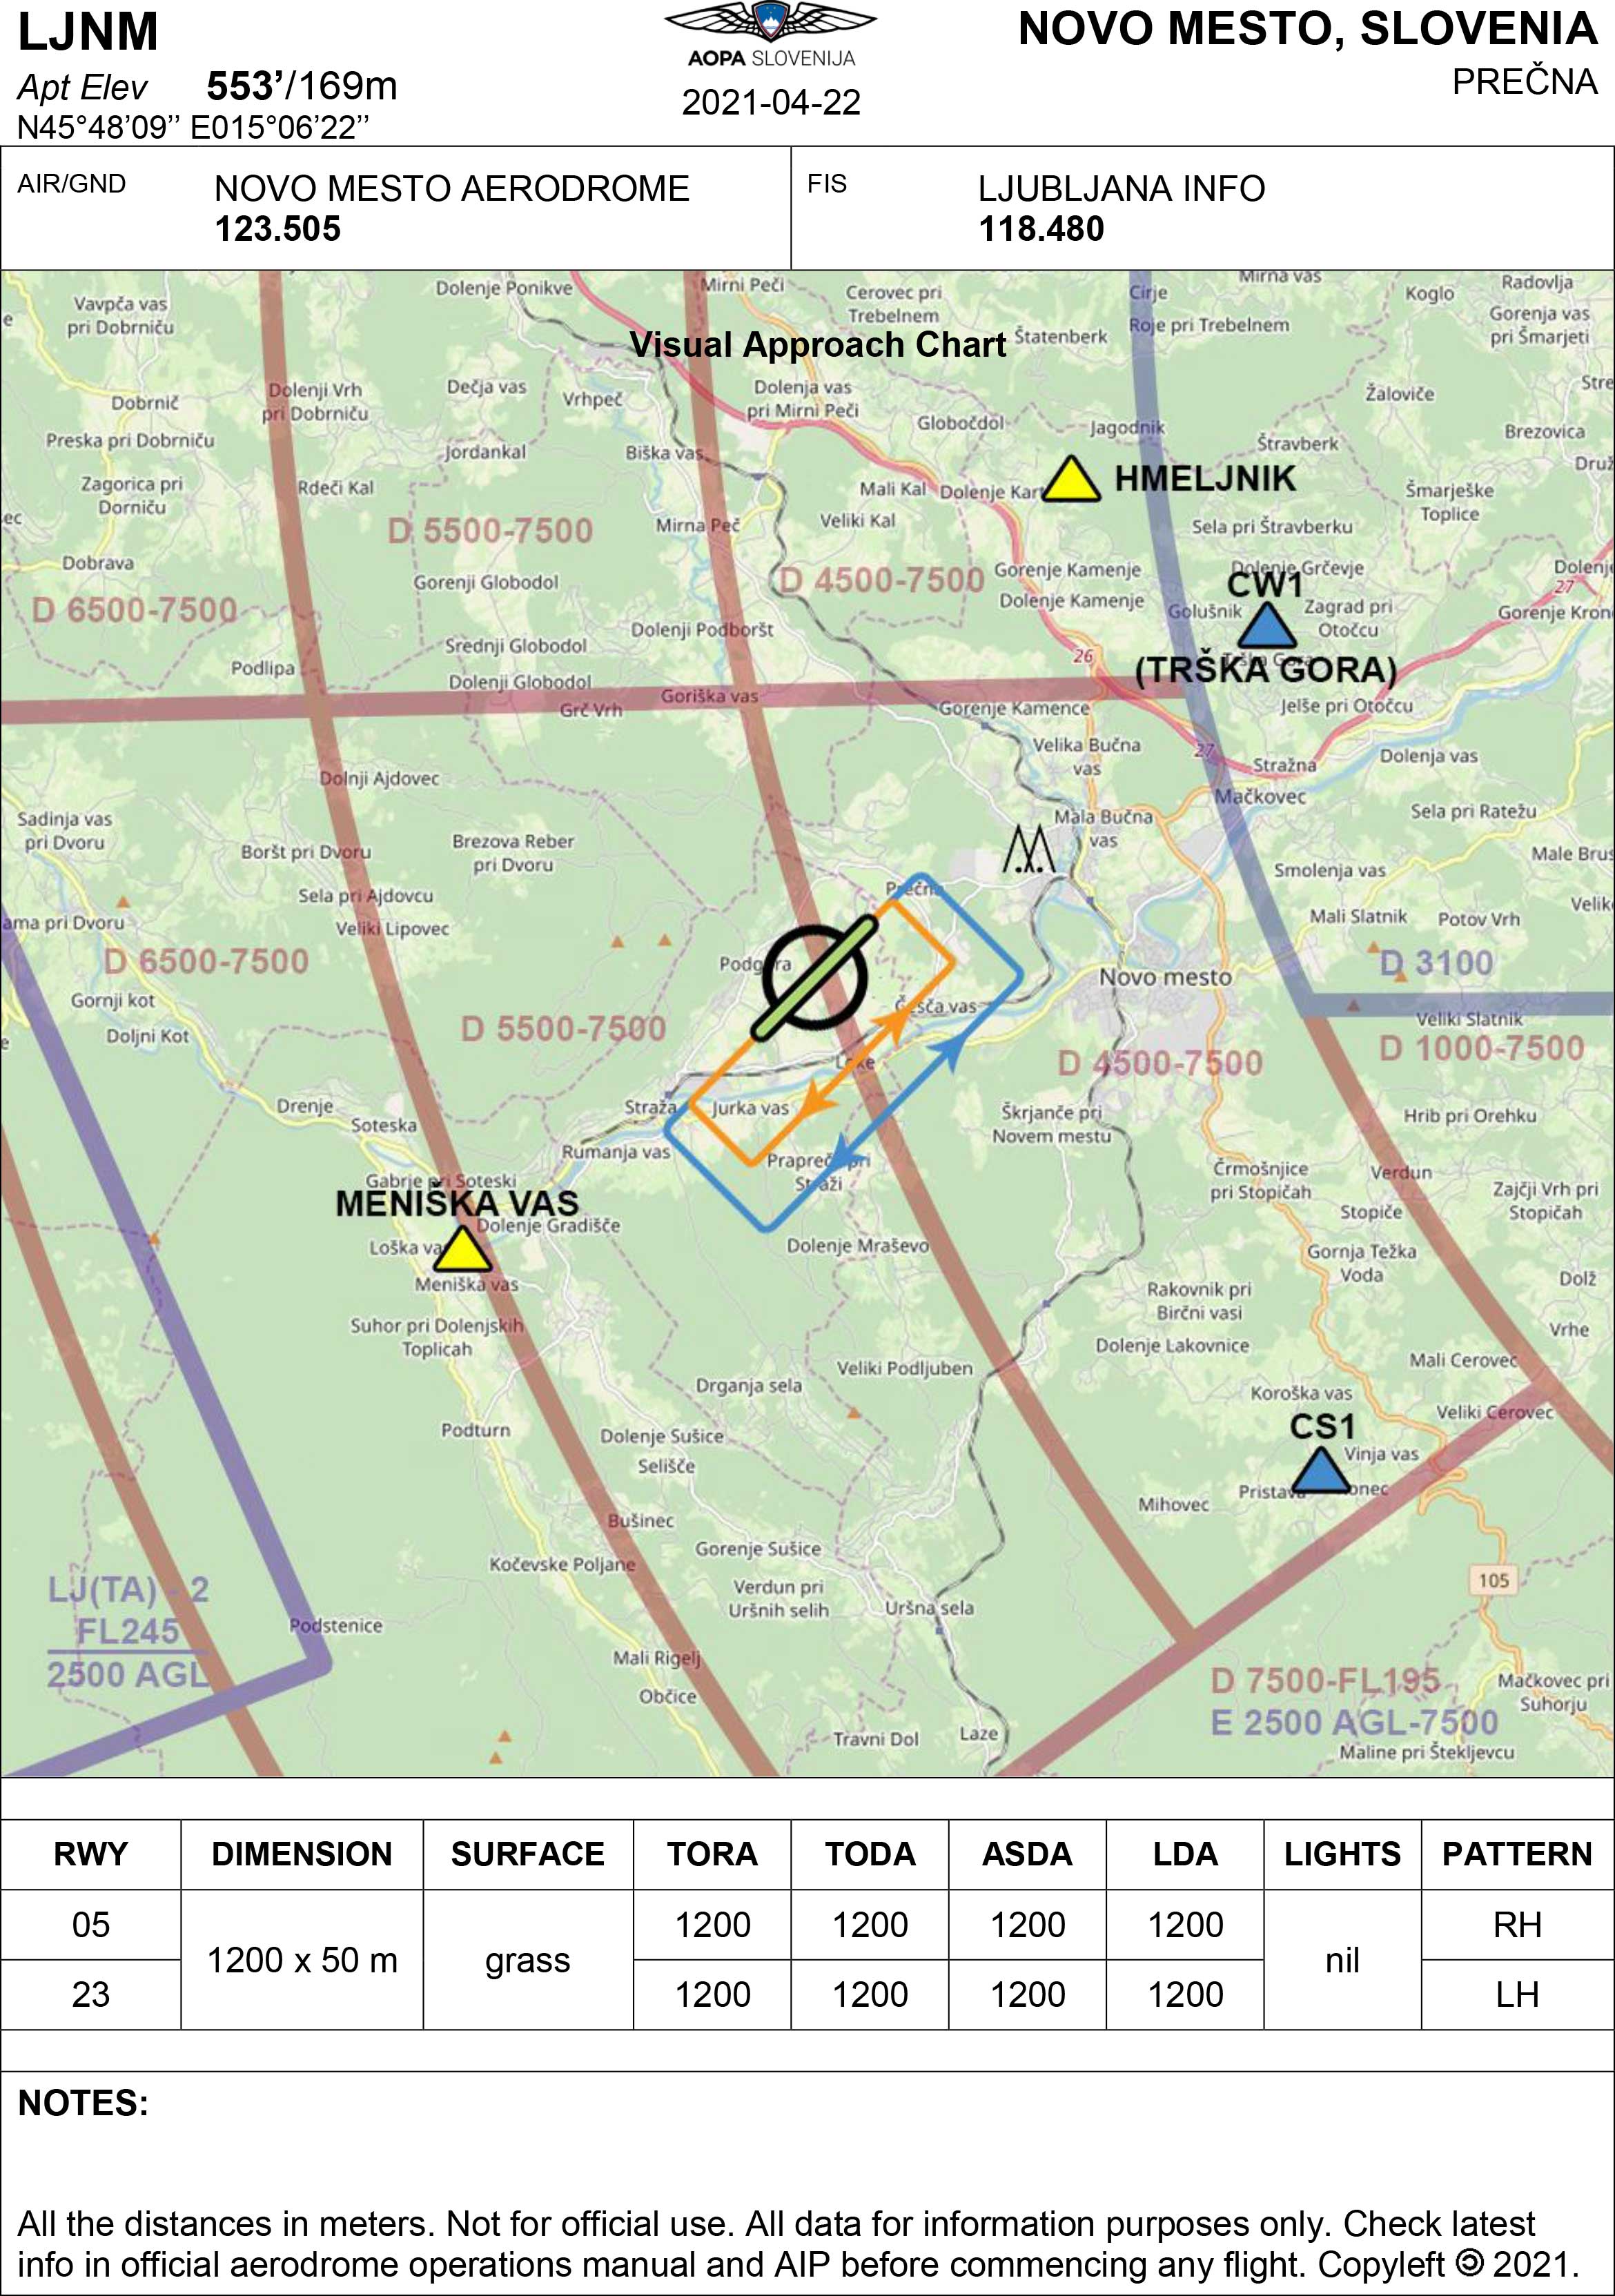 LJNM
Apt Elev 553’/169m
N45°48’09’’ E015°06’22’’
AOPA SLOVENIJA
2021-04-22
NOVO MESTO, SLOVENIA
PREČNA
AIR/GND NOVO MESTO AERODROME
123.505
FIS LJUBLJANA INFO
118.480
Visual Approach Chart
Vavpča vas
pri Dobrniču
Dolenje Ponikve
Mirni Peči
Cerovec pri
Trebelnem
Štatenberk
Cirje
Roje pri Trebelnem
Mirna vas
Koglo
Radovlja
Gorenja vas
pri Šmarjeti
Dobrnič
Dolenji Vrh
pri Dobrniču
Dečja vas
Vrhpeč
Dolenja vas
pri Mirni Peči
Globočdol
Jagodnik
Žaloviče
Stre
Preska pri Dobrniču
Jordankal
Biška vas
Štravberk
Brezovica
Zagorica pri
Dorniču
Rdeči Kal
Mali Kal
Dolenje Kart
HMELJNIK
Šmarješke
Toplice
Druž
ec
D 5500-7500
Mirna Peč
Veliki Kal
Sela pri Štravberku
Dobrava
Gorenji Globodol
D 4500-7500
Gorenje Kamenje
Dolenje Grčevje
Dolenje
27
CW1
D 6500-7500
Dolenje Kamenje
Golušnik
Zagrad pri
Otočcu
Gorenje Kron
Srednji Globodol
Dolenji Podboršt
26
Podlipa
(TRŠKA GORA)
Dolenji Globodol
Goriška vas
Grč Vrh
Gorenje Kamence
Jelše pri Otočcu
Velika Bučna
vas
27
Stražna
Dolenja vas
Dolnji Ajdovec
Mačkovec
Sadinja vas
pri Dvoru
Boršt pri Dvoru
Brezova Reber
pri Dvoru
Mala Bučna
vas
Sela pri Ratežu
Male Brus
Smolenja vas
Sela pri Ajdovcu
Prečna
ama pri Dvoru
Veliki Lipovec
Mali Slatnik
Potov Vrh
Velik
D 6500-7500
Podgora
Novo mesto
D 3100
Gornji kot
Doljni Kot
D 5500-7500
Češča vas
Veliki Slatnik
D 1000-7500
D 4500-7500
Loke
Drenje
Soteska
Straža
Jurka vas
Škrjanče pri
Novem mestu
Hrib pri Orehku
Rumanja vas
Prapreče pri
Straži
Črmošnjice
pri Stopičah
Verdun
Gabrje pri Soteski
MENIŠKA VAS
Dolenje Gradišče
Zajčji Vrh pri
Stopičah
Stopiče
Loška va
Meniška vas
Dolenje Mraševo
Gornja Težka
Voda
Dolž
Rakovnik pri
Birčni vasi
Suhor pri Dolenjskih
Toplicah
Dolenje Lakovnice
Vrhe
Mali Cerovec
Veliki Podljuben
Drganja sela
Koroška vas
Veliki Cerovec
Podturn
Dolenje Sušice
Selišče
CS1
Vinja vas
Pristava
onec
Mihovec
Bušinec
Gorenje Sušice
Kočevske Poljane
Verdun pri
Uršnih selih
Uršna sela
105
LJ(TA) - 2
FL245
2500 AGL
Podstenice
Mali Rigelj
Občice
D 7500-FL195
E 2500 AGL-7500
Mačkovec pri
Suhorju
Travni Dol
Laze
Maline pri Štekljevcu
RWY DIMENSION SURFACE TORA TODA ASDA LDA LIGHTS PATTERN
05 1200 x 50 m grass 1200 1200 1200 1200 nil RH
23 1200 1200 1200 1200 LH
NOTES:
All the distances in meters. Not for official use. All data for information purposes only. Check latest
info in official aerodrome operations manual and AIP before commencing any flight. Copyleft 🄯 2021.